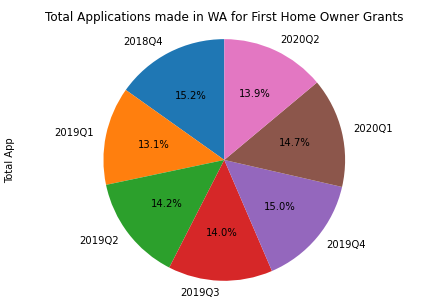 Total Applications made in WA for First Home Owner Grants
2018Q4
2020Q2
15.2%
13.9%
2019Q1
13.1%
14.7%
2020Q1
Total App
14.2%
15.0%
14.0%
2019Q2
2019Q4
2019Q3